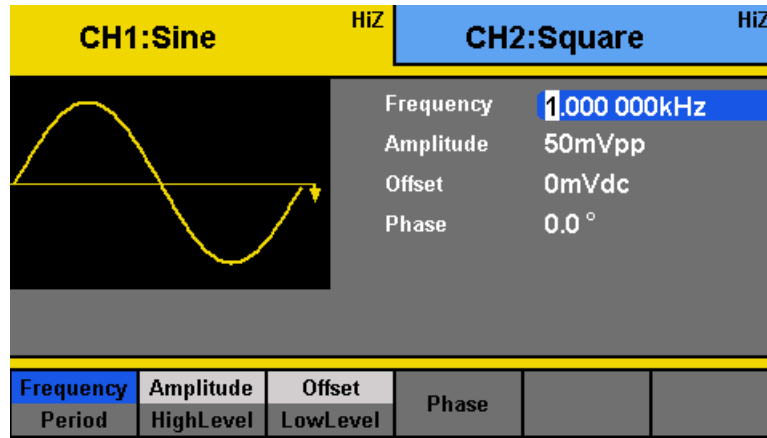 CH1:Sine HiZ CH2:Square HiZ
Frequency 1.000 000kHz
Amplitude 50mVpp
Offset 0mVdc
Phase 0.0 °
Frequency Amplitude Offset Phase
Period HighLevel LowLevel